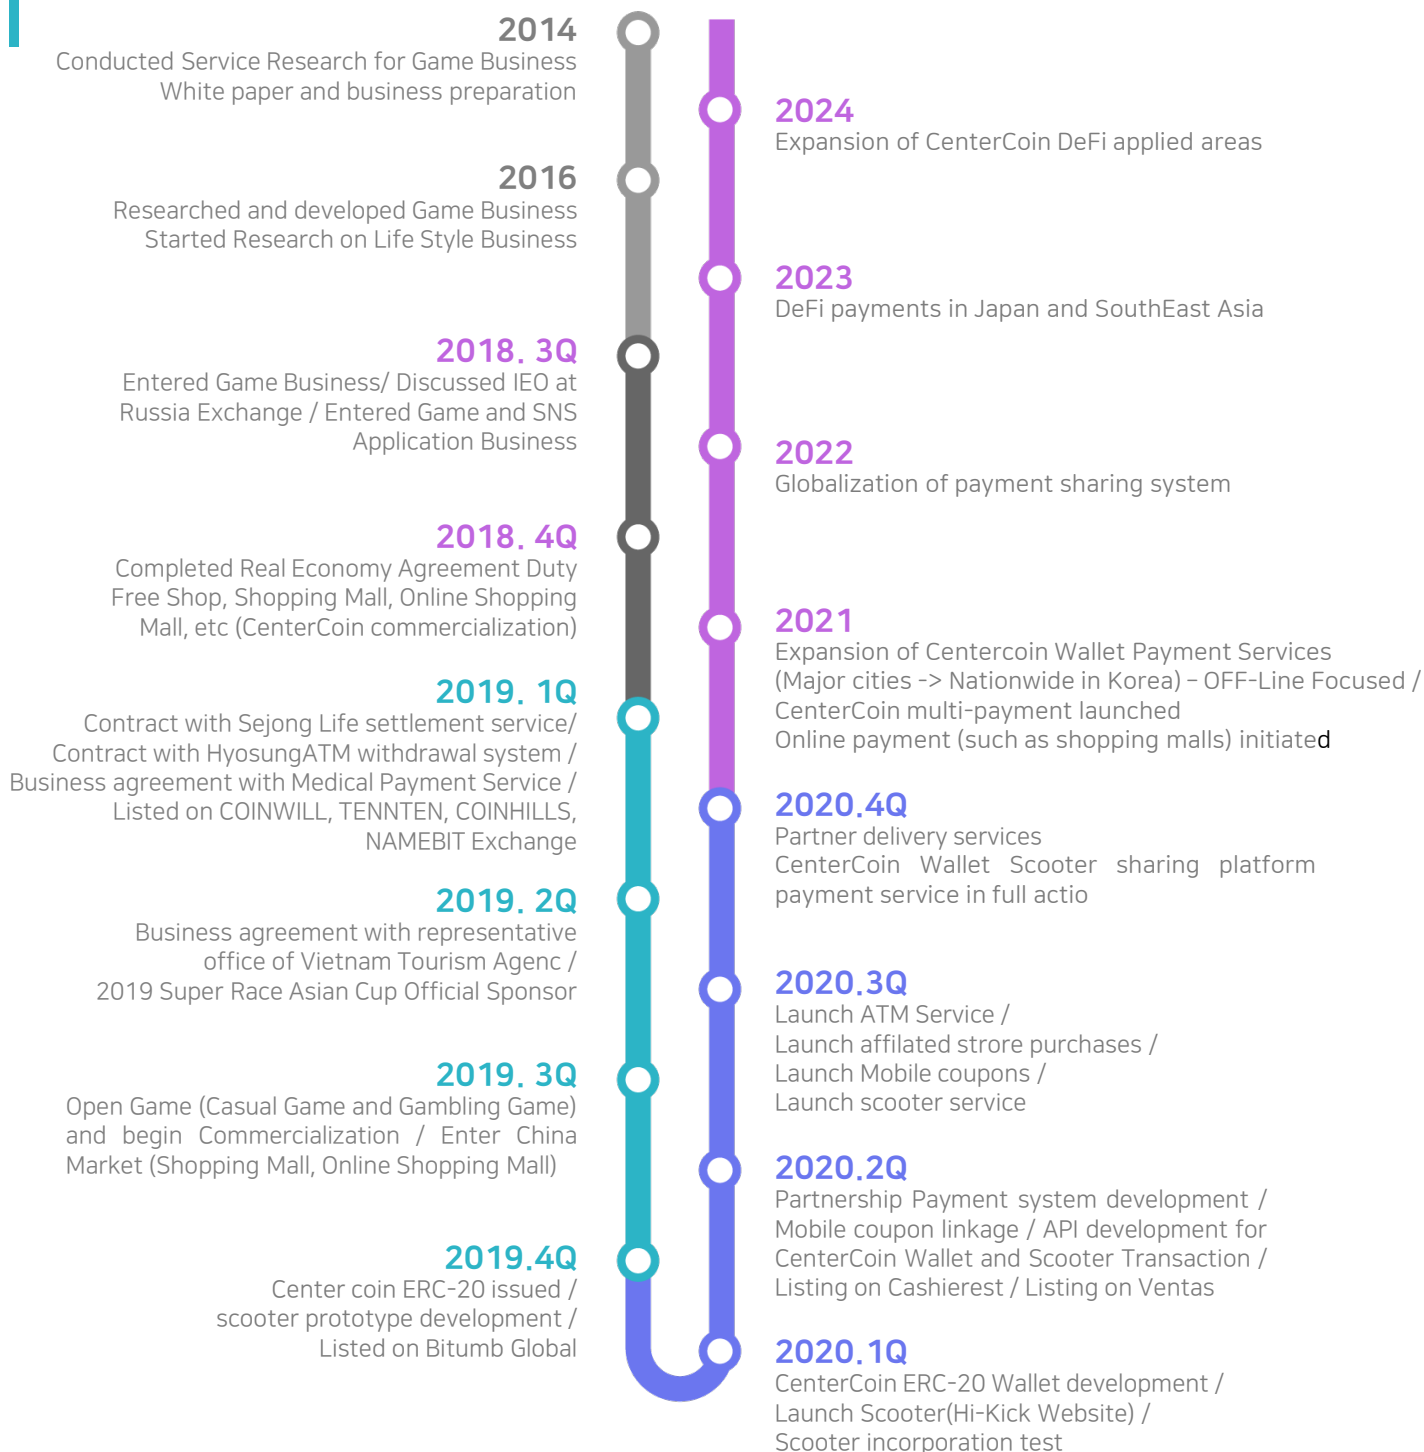 2014
Conducted Service Research for Game Business
White paper and business preparation
2016
Researched and developed Game Business
Started Research on Life Style Business
2018. 3Q
Entered Game Business/ Discussed IEO at
Russia Exchange / Entered Game and SNS
Application Business
2018. 4Q
Completed Real Economy Agreement Duty
Free Shop, Shopping Mall, Online Shopping
Mall, etc (CenterCoin commercialization)
2019. 1Q
Contract with Sejong Life settlement service/
Contract with HyosungATM withdrawal system /
Business agreement with Medical Payment Service /
Listed on COINWILL, TENNTEN, COINHILLS,
NAMEBIT Exchange
2019. 2Q
Business agreement with representative
office of Vietnam Tourism Agenc /
2019 Super Race Asian Cup Official Sponsor
2019. 3Q
Open Game (Casual Game and Gambling Game)
and begin Commercialization / Enter China
Market (Shopping Mall, Online Shopping Mall)
2019.4Q
Center coin ERC-20 issued /
scooter prototype development /
Listed on Bitumb Global
2024
Expansion of CenterCoin DeFi applied areas
2023
DeFi payments in Japan and SouthEast Asia
2022
Globalization of payment sharing system
2021
Expansion of Centercoin Wallet Payment Services
(Major cities -> Nationwide in Korea) – OFF-Line Focused /
CenterCoin multi-payment launched
Online payment (such as shopping malls) initiated
2020.4Q
Partner delivery services
CenterCoin Wallet Scooter sharing platform
payment service in full actio
2020.3Q
Launch ATM Service /
Launch affilated strore purchases /
Launch Mobile coupons /
Launch scooter service
2020.2Q
Partnership Payment system development /
Mobile coupon linkage / API development for
CenterCoin Wallet and Scooter Transaction /
Listing on Cashierest / Listing on Ventas
2020.1Q
CenterCoin ERC-20 Wallet development /
Launch Scooter(Hi-Kick Website) /
Scooter incorporation test